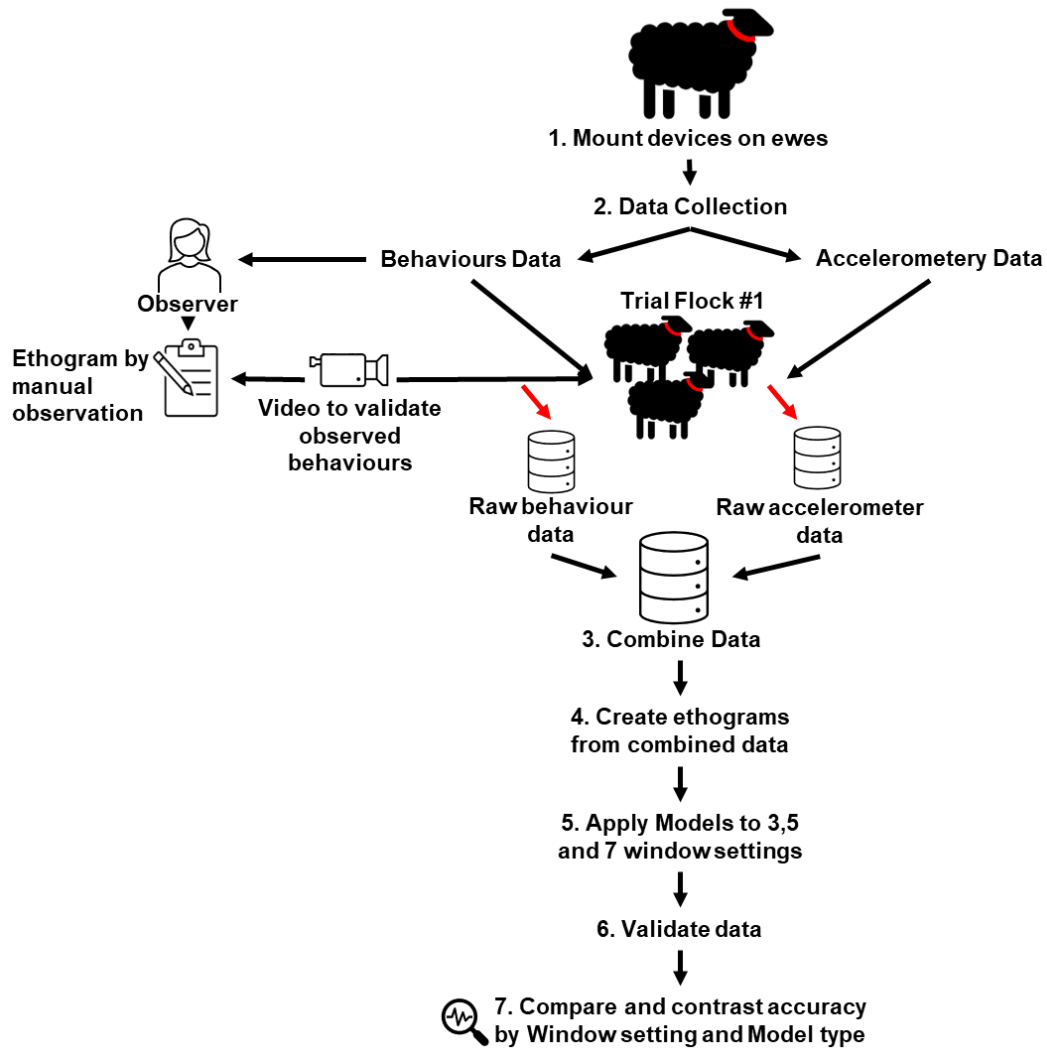 1. Mount devices on ewes
2. Data Collection
Behaviours Data
Accelerometery Data
Observer
Trial Flock #1
Ethogram by
manual
observation
Video to validate
observed
behaviours
Raw behaviour
data
Raw accelerometer
data
3. Combine Data
4. Create ethograms
from combined data
5. Apply Models to 3,5
and 7 window settings
6. Validate data
7. Compare and contrast accuracy
by Window setting and Model type